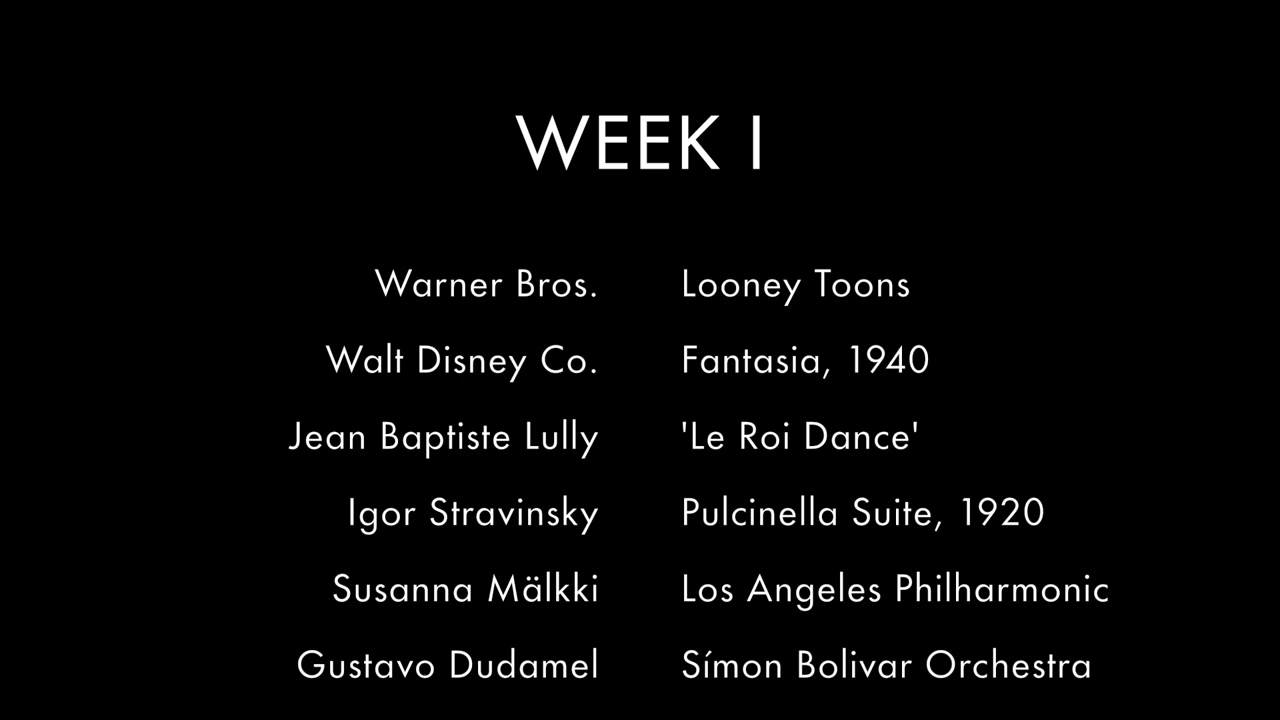 WEEK I
Warner Bros. Looney Toons
Walt Disney Co. Fantasia, 1940
Jean Baptiste Lully 'Le Roi Dance'
Igor Stravinsky Pulcinella Suite, 1920
Susanna Mälkki Los Angeles Philharmonic
Gustavo Dudamel Símon Bolivar Orchestra